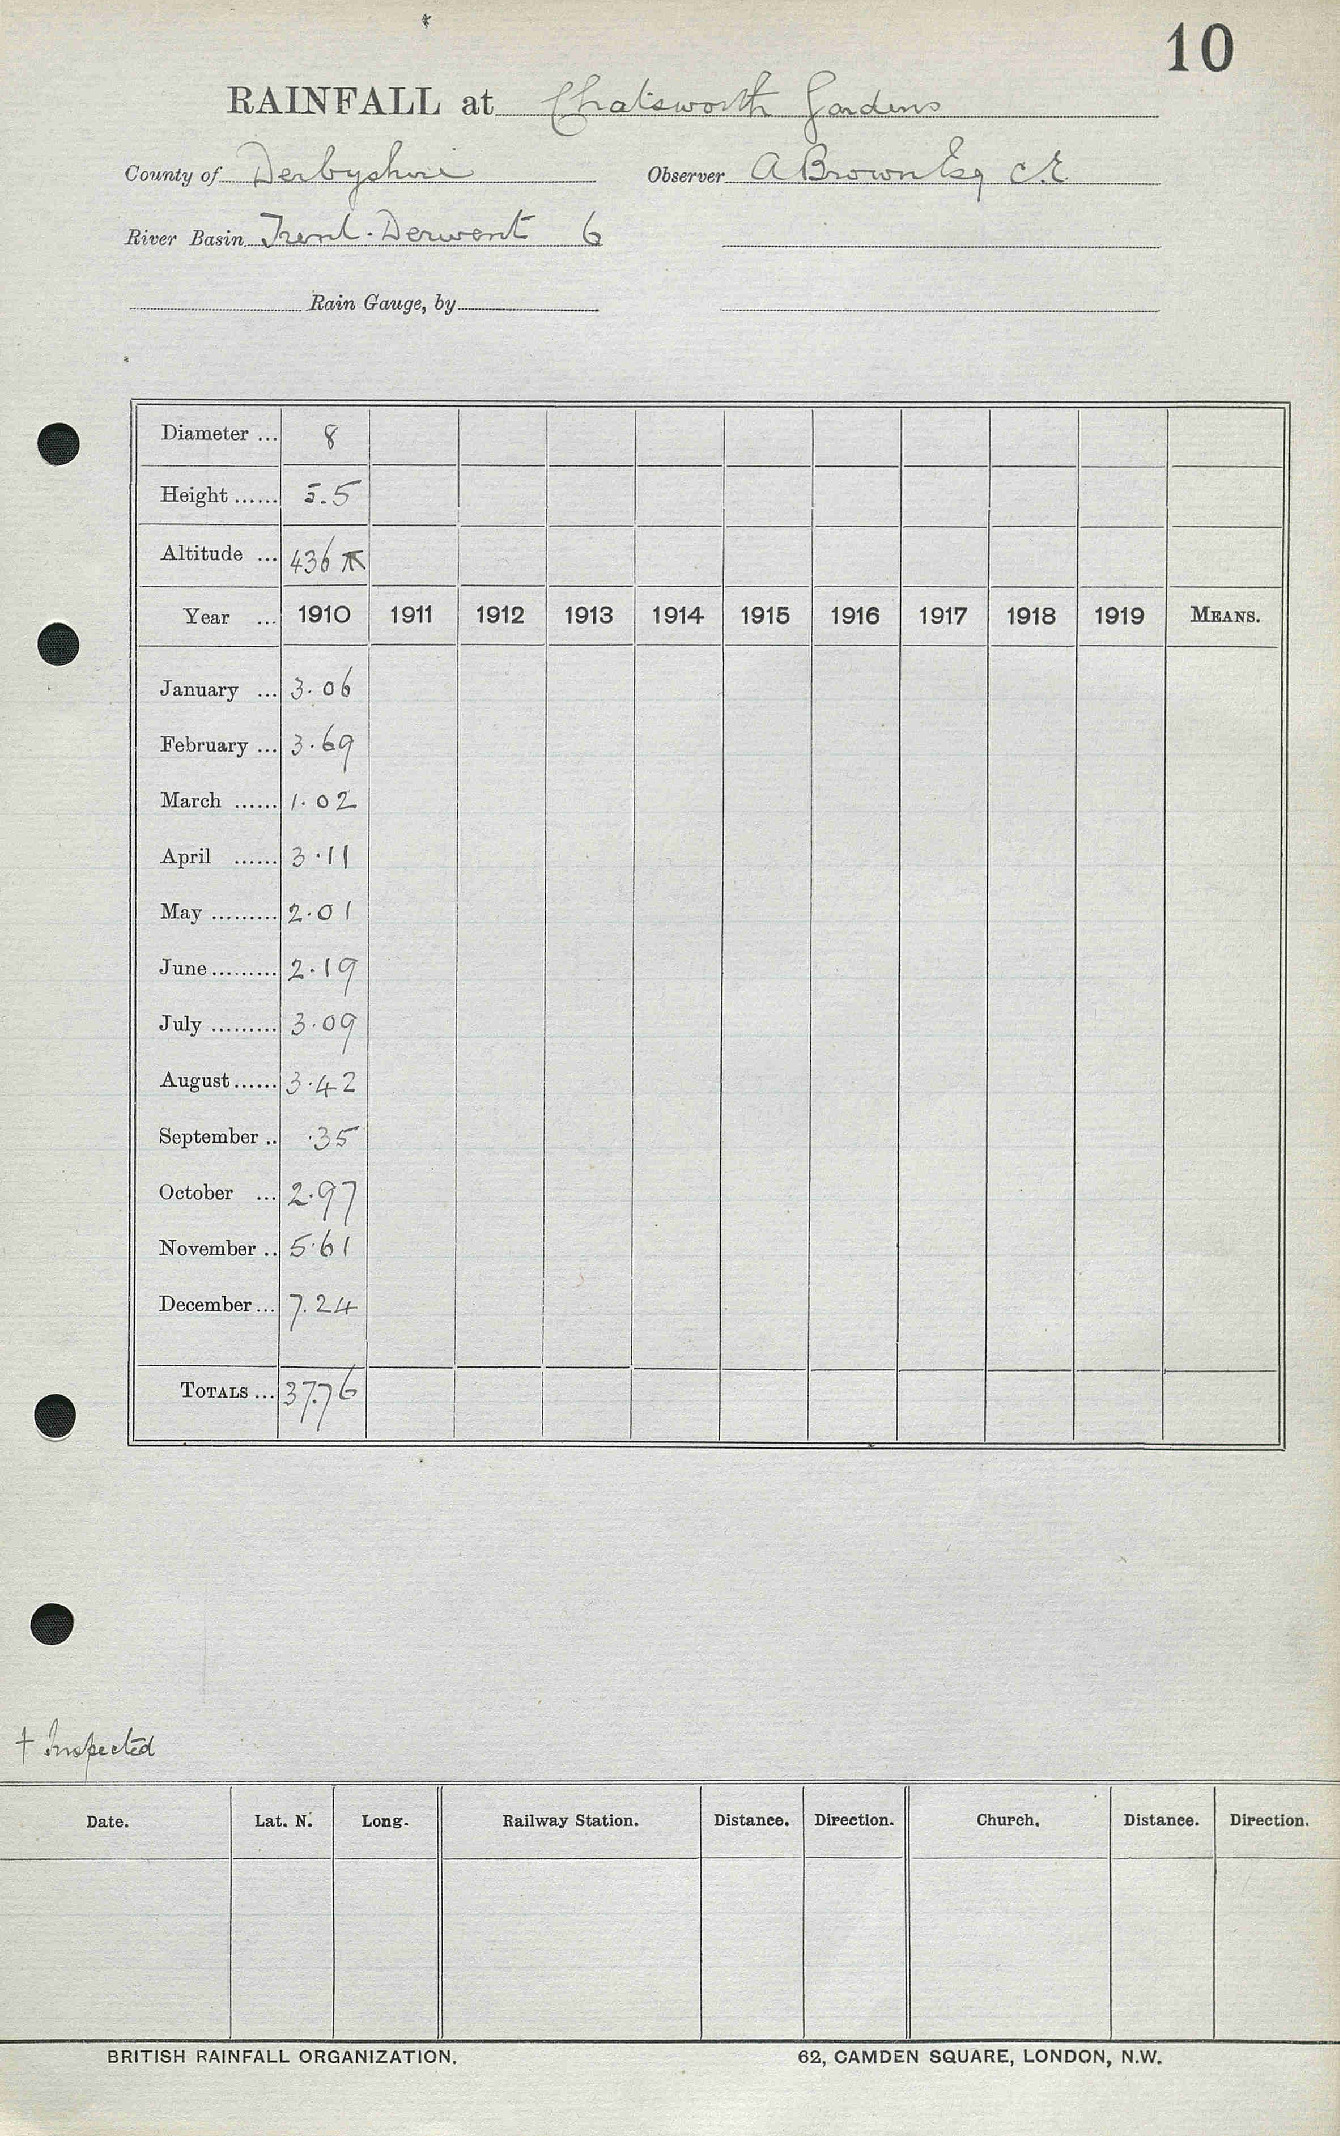 10
RAINFALL at Chatsworth Gardens
County of Derbyshire Observer A Brown Esq C.E.
River Basin Trent-Derwent 6
Rain Gauge, by
Diameter ... 8
Height ...... 5.5
Altitude ... 436
Year ... 1910 1911 1912 1913 1914 1915 1916 1917 1918 1919 MEANS.
January ... 3.06
February ... 3.69
March ...... 1.02
April ...... 3.11
May ......... 2.01
June ......... 2.19
July ......... 3.09
August ...... 3.42
September .. .35
October ... 2.97
November .. 5.61
December ... 7.24
TOTALS ... 37.76
† Inspected
Date. Lat. N. Long. Railway Station. Distance. Direction. Church. Distance. Direction.
BRITISH RAINFALL ORGANIZATION. 62, CAMDEN SQUARE, LONDON, N.W.